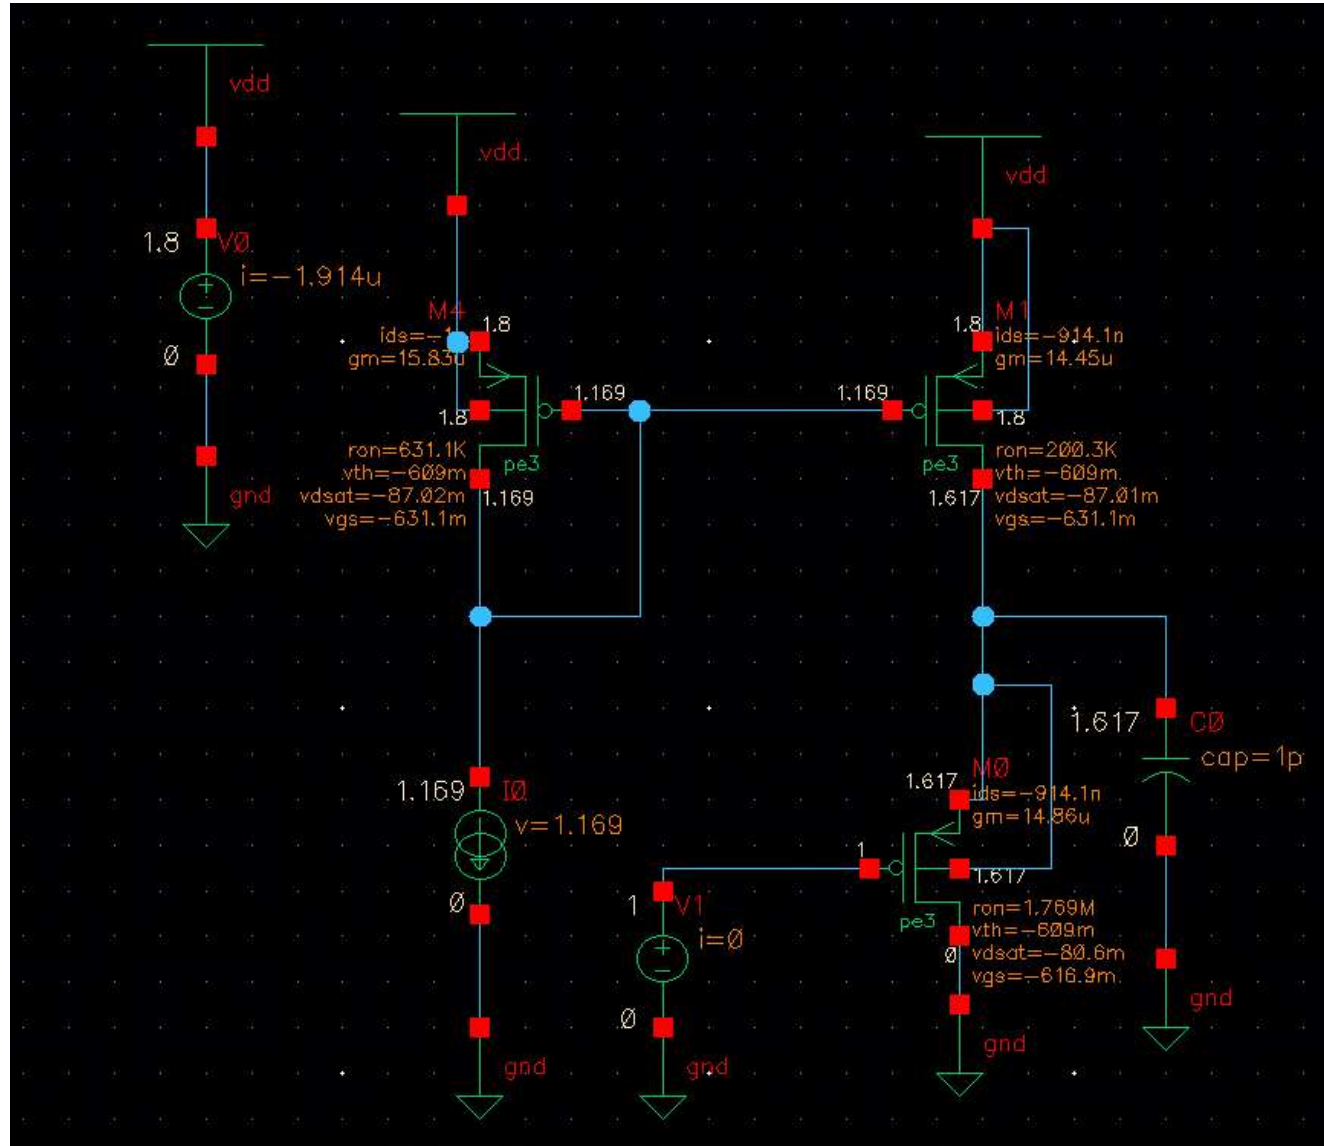 vdd
1.8
V0
i=-1.914u
0
gnd
vdd
M4
1.8
gm=15.83u
1.8
1.169
ron=631.1K
vth=-609m
vdsat=-87.02m
vgs=-631.1m
pe3
1.169
vdd
M1
1.8
ids=-914.1n
gm=14.45u
1.169
1.8
ron=200.3K
vth=-609m
vdsat=-87.01m
vgs=-631.1m
pe3
1.617
1.169
I0
v=1.169
0
gnd
1
V1
i=0
0
gnd
1.617
M0
ids=-914.1n
gm=14.86u
1
1.617
ron=1.769M
vth=-609m
vdsat=-80.6m
vgs=-616.9m
pe3
0
gnd
1.617
C0
cap=1p
0
gnd